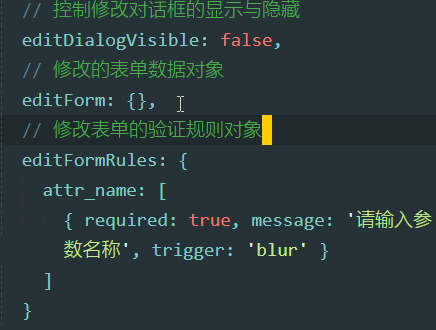 // 控制修改对话框的显示与隐藏
editDialogVisible: false,
// 修改的表单数据对象
editForm: {},
// 修改表单的验证规则对象
editFormRules: {
attr_name: [
{ required: true, message: '请输入参
数名称', trigger: 'blur' }
]
}